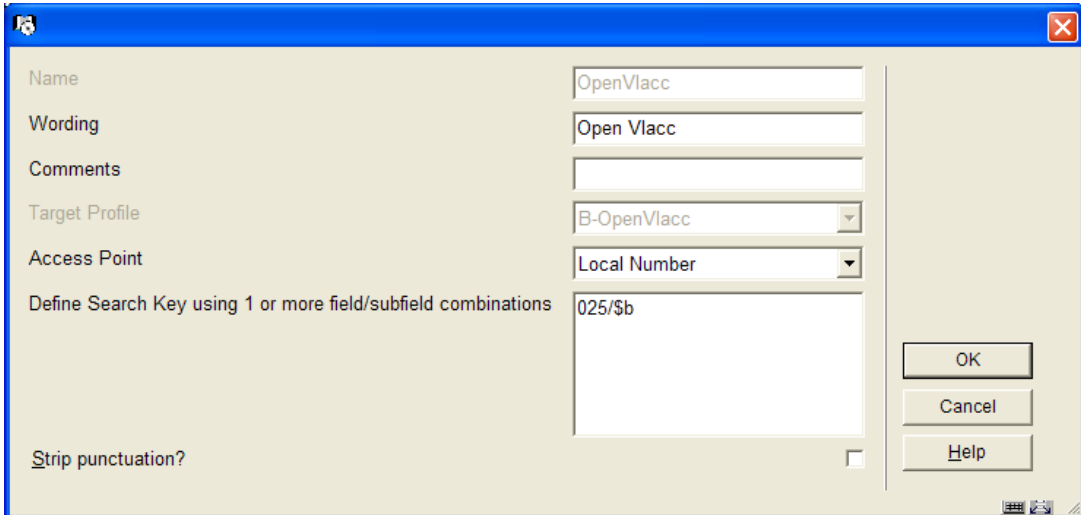 Name OpenVlacc
Wording Open Vlacc
Comments
Target Profile B-OpenVlacc
Access Point Local Number
Define Search Key using 1 or more field/subfield combinations 025/$b
OK
Cancel
Strip punctuation? Help